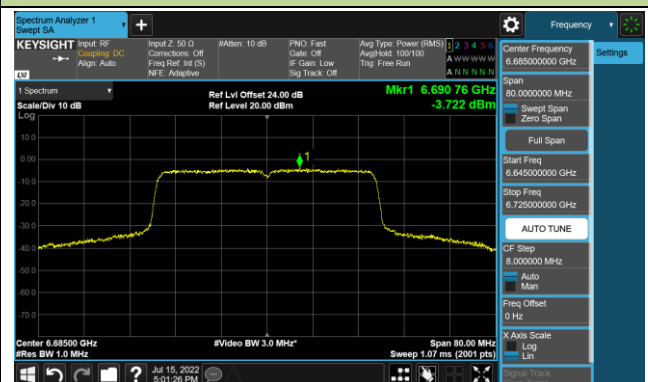 Spectrum Analyzer 1
Swept SA
+
Frequency
KEYSIGHT
Input: RF
Coupling: DC
Align: Auto
Input Z: 50 Ω
Corrections: Off
Freq Ref: Int (S)
NFE: Adaptive
#Atten: 10 dB
PNO: Fast
Gate: Off
IF Gain: Low
Sig Track: Off
Avg Type: Power (RMS)
Avg|Hold: 100/100
Trig: Free Run
1 2 3 4 5 6
A W W W W W
A N N N N N
LXI
1 Spectrum
Scale/Div 10 dB
Log
Ref Lvl Offset 24.00 dB
Ref Level 20.00 dBm
Mkr1 6.690 76 GHz
-3.722 dBm
10.0
0.00
-10.0
-20.0
-30.0
-40.0
-50.0
-60.0
-70.0
1
Center 6.68500 GHz
#Res BW 1.0 MHz
#Video BW 3.0 MHz*
Span 80.00 MHz
Sweep 1.07 ms (2001 pts)
Center Frequency
6.685000000 GHz
Settings
Span
80.0000000 MHz
Swept Span
Zero Span
Full Span
Start Freq
6.645000000 GHz
Stop Freq
6.725000000 GHz
AUTO TUNE
CF Step
8.000000 MHz
Auto
Man
Freq Offset
0 Hz
X Axis Scale
Log
Lin
Signal Track
Jul 15, 2022
5:01:26 PM